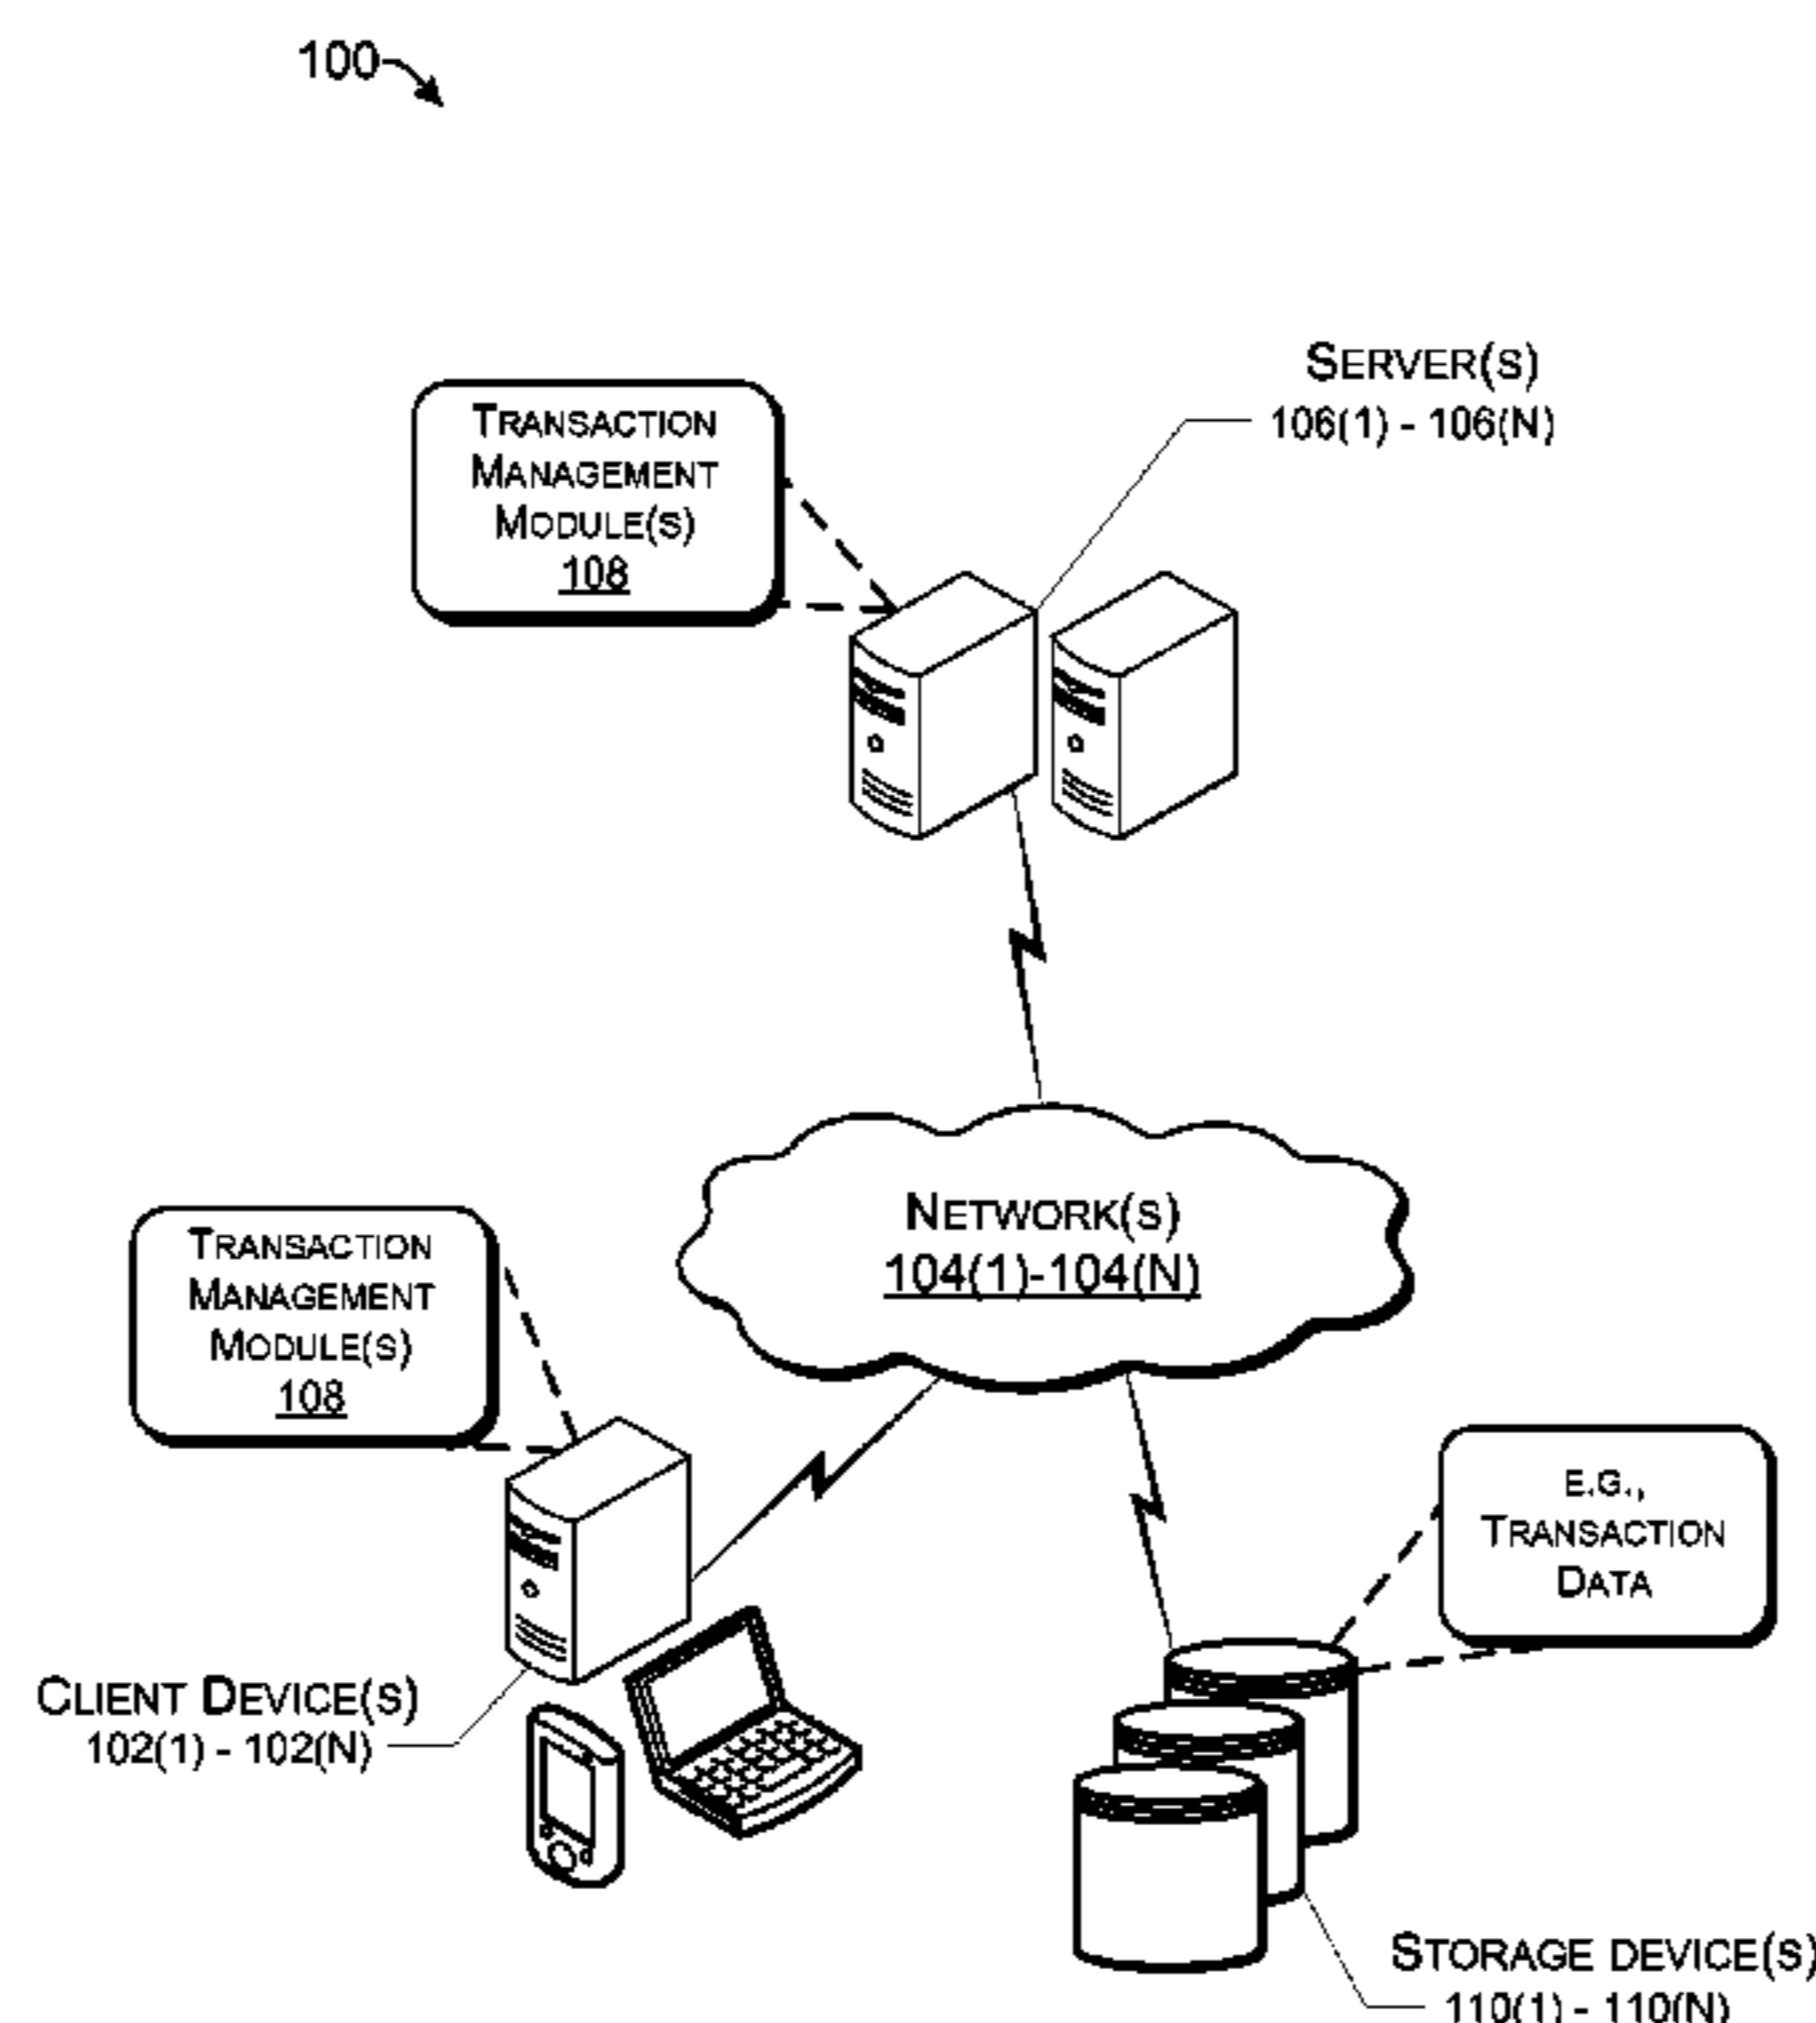 100
SERVER(S)
106(1) - 106(N)
TRANSACTION
MANAGEMENT
MODULE(S)
108
NETWORK(S)
104(1)-104(N)
TRANSACTION
MANAGEMENT
MODULE(S)
108
E.G.,
TRANSACTION
DATA
CLIENT DEVICE(S)
102(1) - 102(N)
STORAGE DEVICE(S)
110(1) - 110(N)